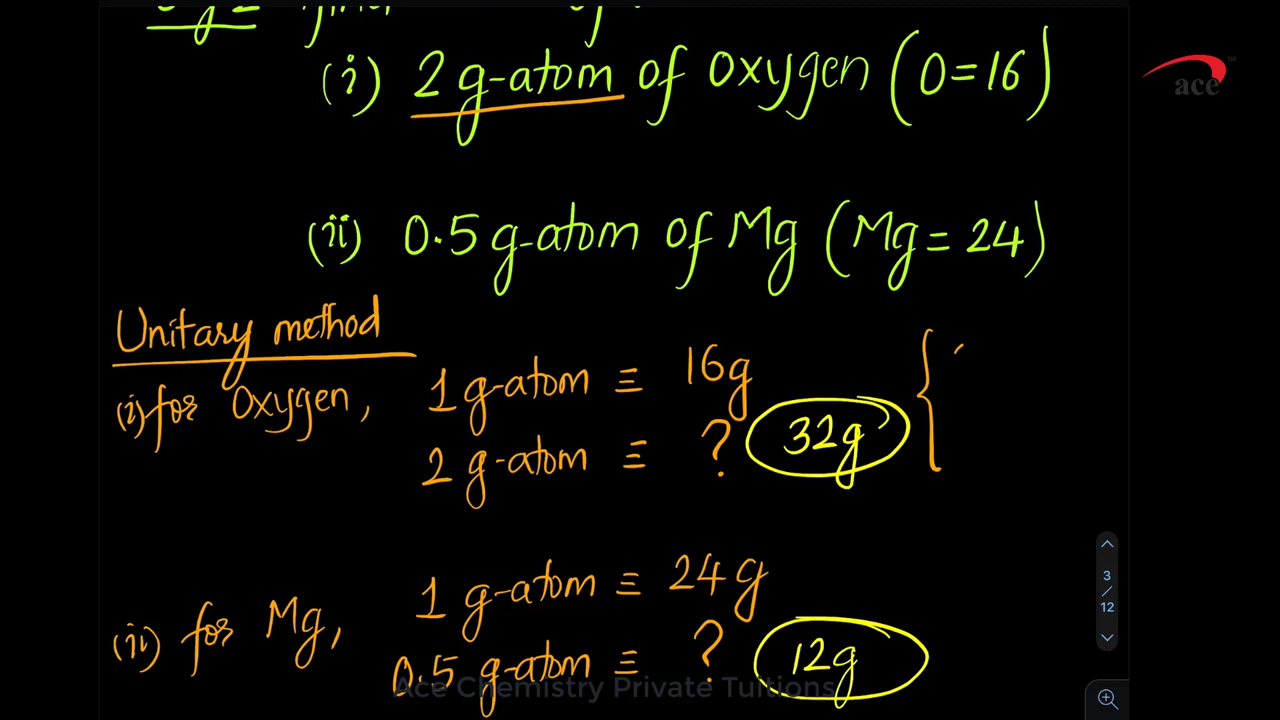 of
(i) 2 g-atom of Oxygen (O=16)
ace
TM
(ii) 0.5 g-atom of Mg (Mg = 24)
Unitary method
(i) for Oxygen, 1 g-atom ≡ 16g
2 g-atom ≡ ? 32g
(ii) for Mg, 1 g-atom ≡ 24 g
0.5 g-atom ≡ ? 12g
3
/
12
Ace Chemistry Private Tuitions